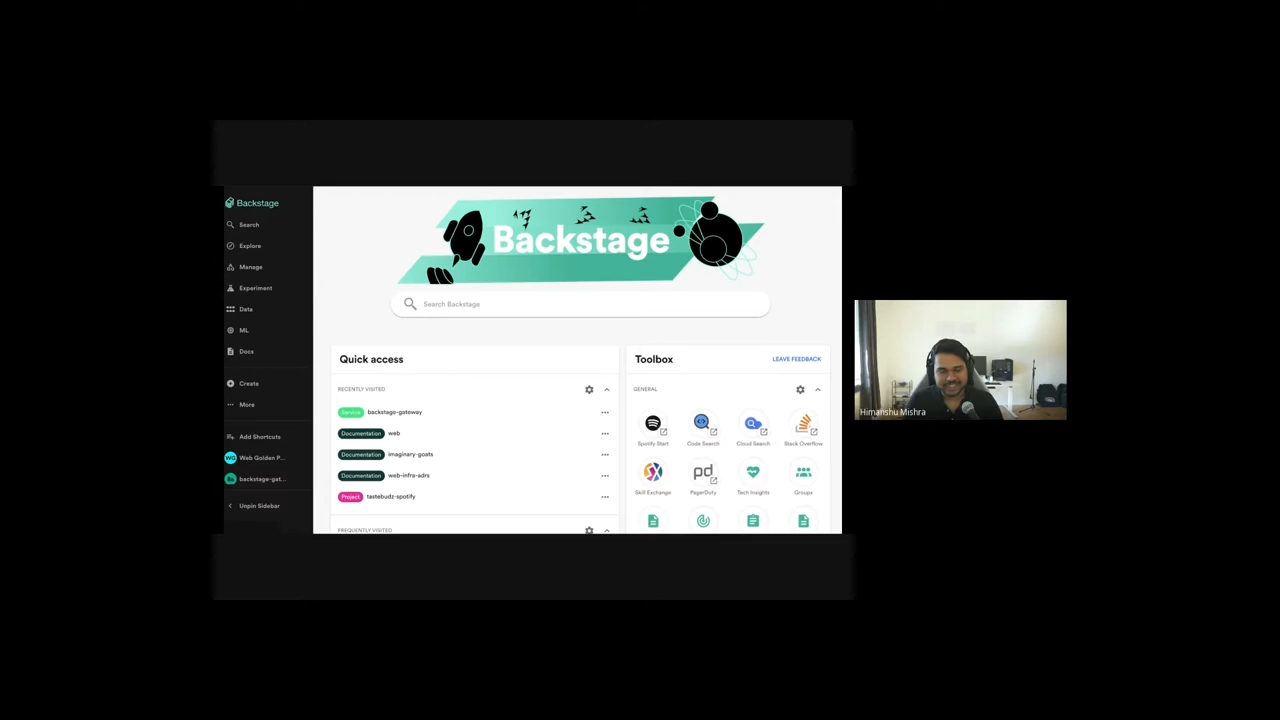 Backstage
Search
Explore
Manage
Experiment
Data
ML
Docs
Create
More
Add Shortcuts
WG Web Golden P...
Ba backstage-gat...
Unpin Sidebar
Backstage
Search Backstage
Quick access
RECENTLY VISITED
Service backstage-gateway
Documentation web
Documentation imaginary-goats
Documentation web-infra-adrs
Project tastebudz-spotify
FREQUENTLY VISITED
Toolbox LEAVE FEEDBACK
GENERAL
Spotify Start Code Search Cloud Search Stack Overflow
pd
Skill Exchange PagerDuty Tech Insights Groups
Himanshu Mishra